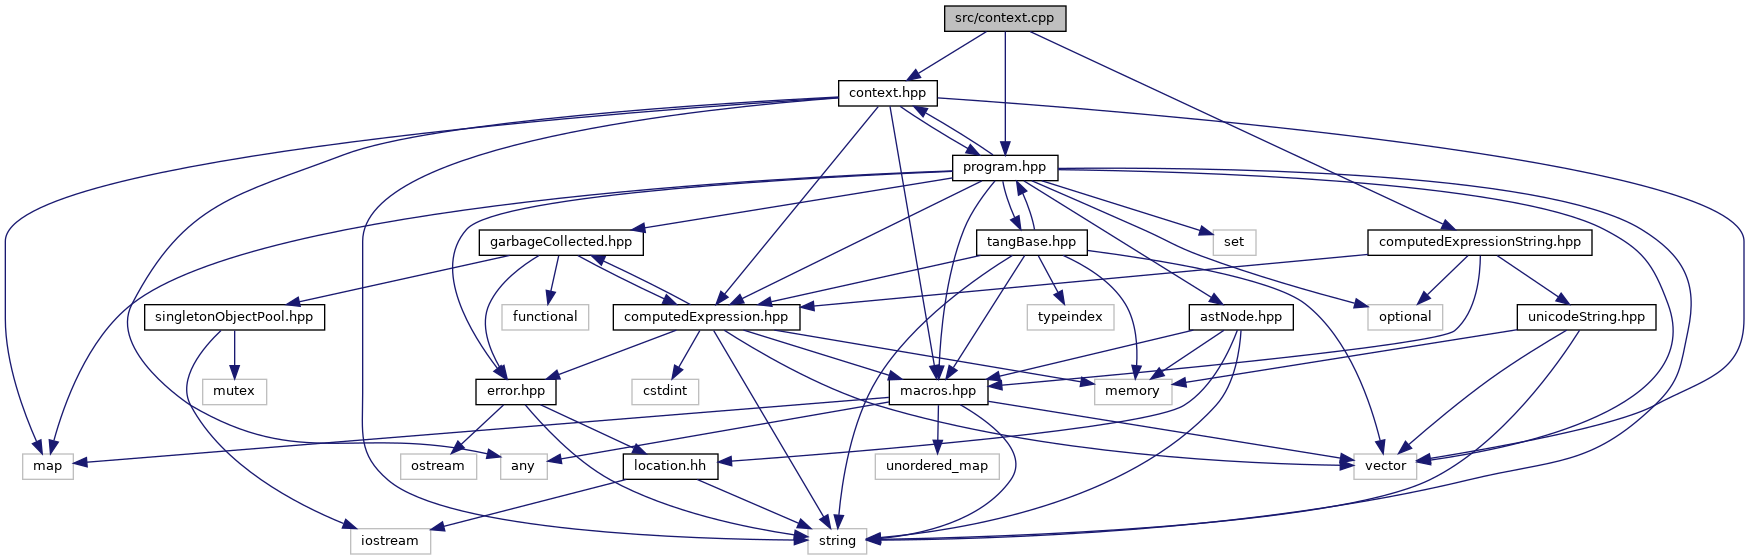 src/context.cpp
context.hpp
program.hpp
garbageCollected.hpp
tangBase.hpp
set
computedExpressionString.hpp
singletonObjectPool.hpp
functional
computedExpression.hpp
typeindex
astNode.hpp
optional
unicodeString.hpp
mutex
error.hpp
cstdint
macros.hpp
memory
map
ostream
any
location.hh
unordered_map
vector
iostream
string